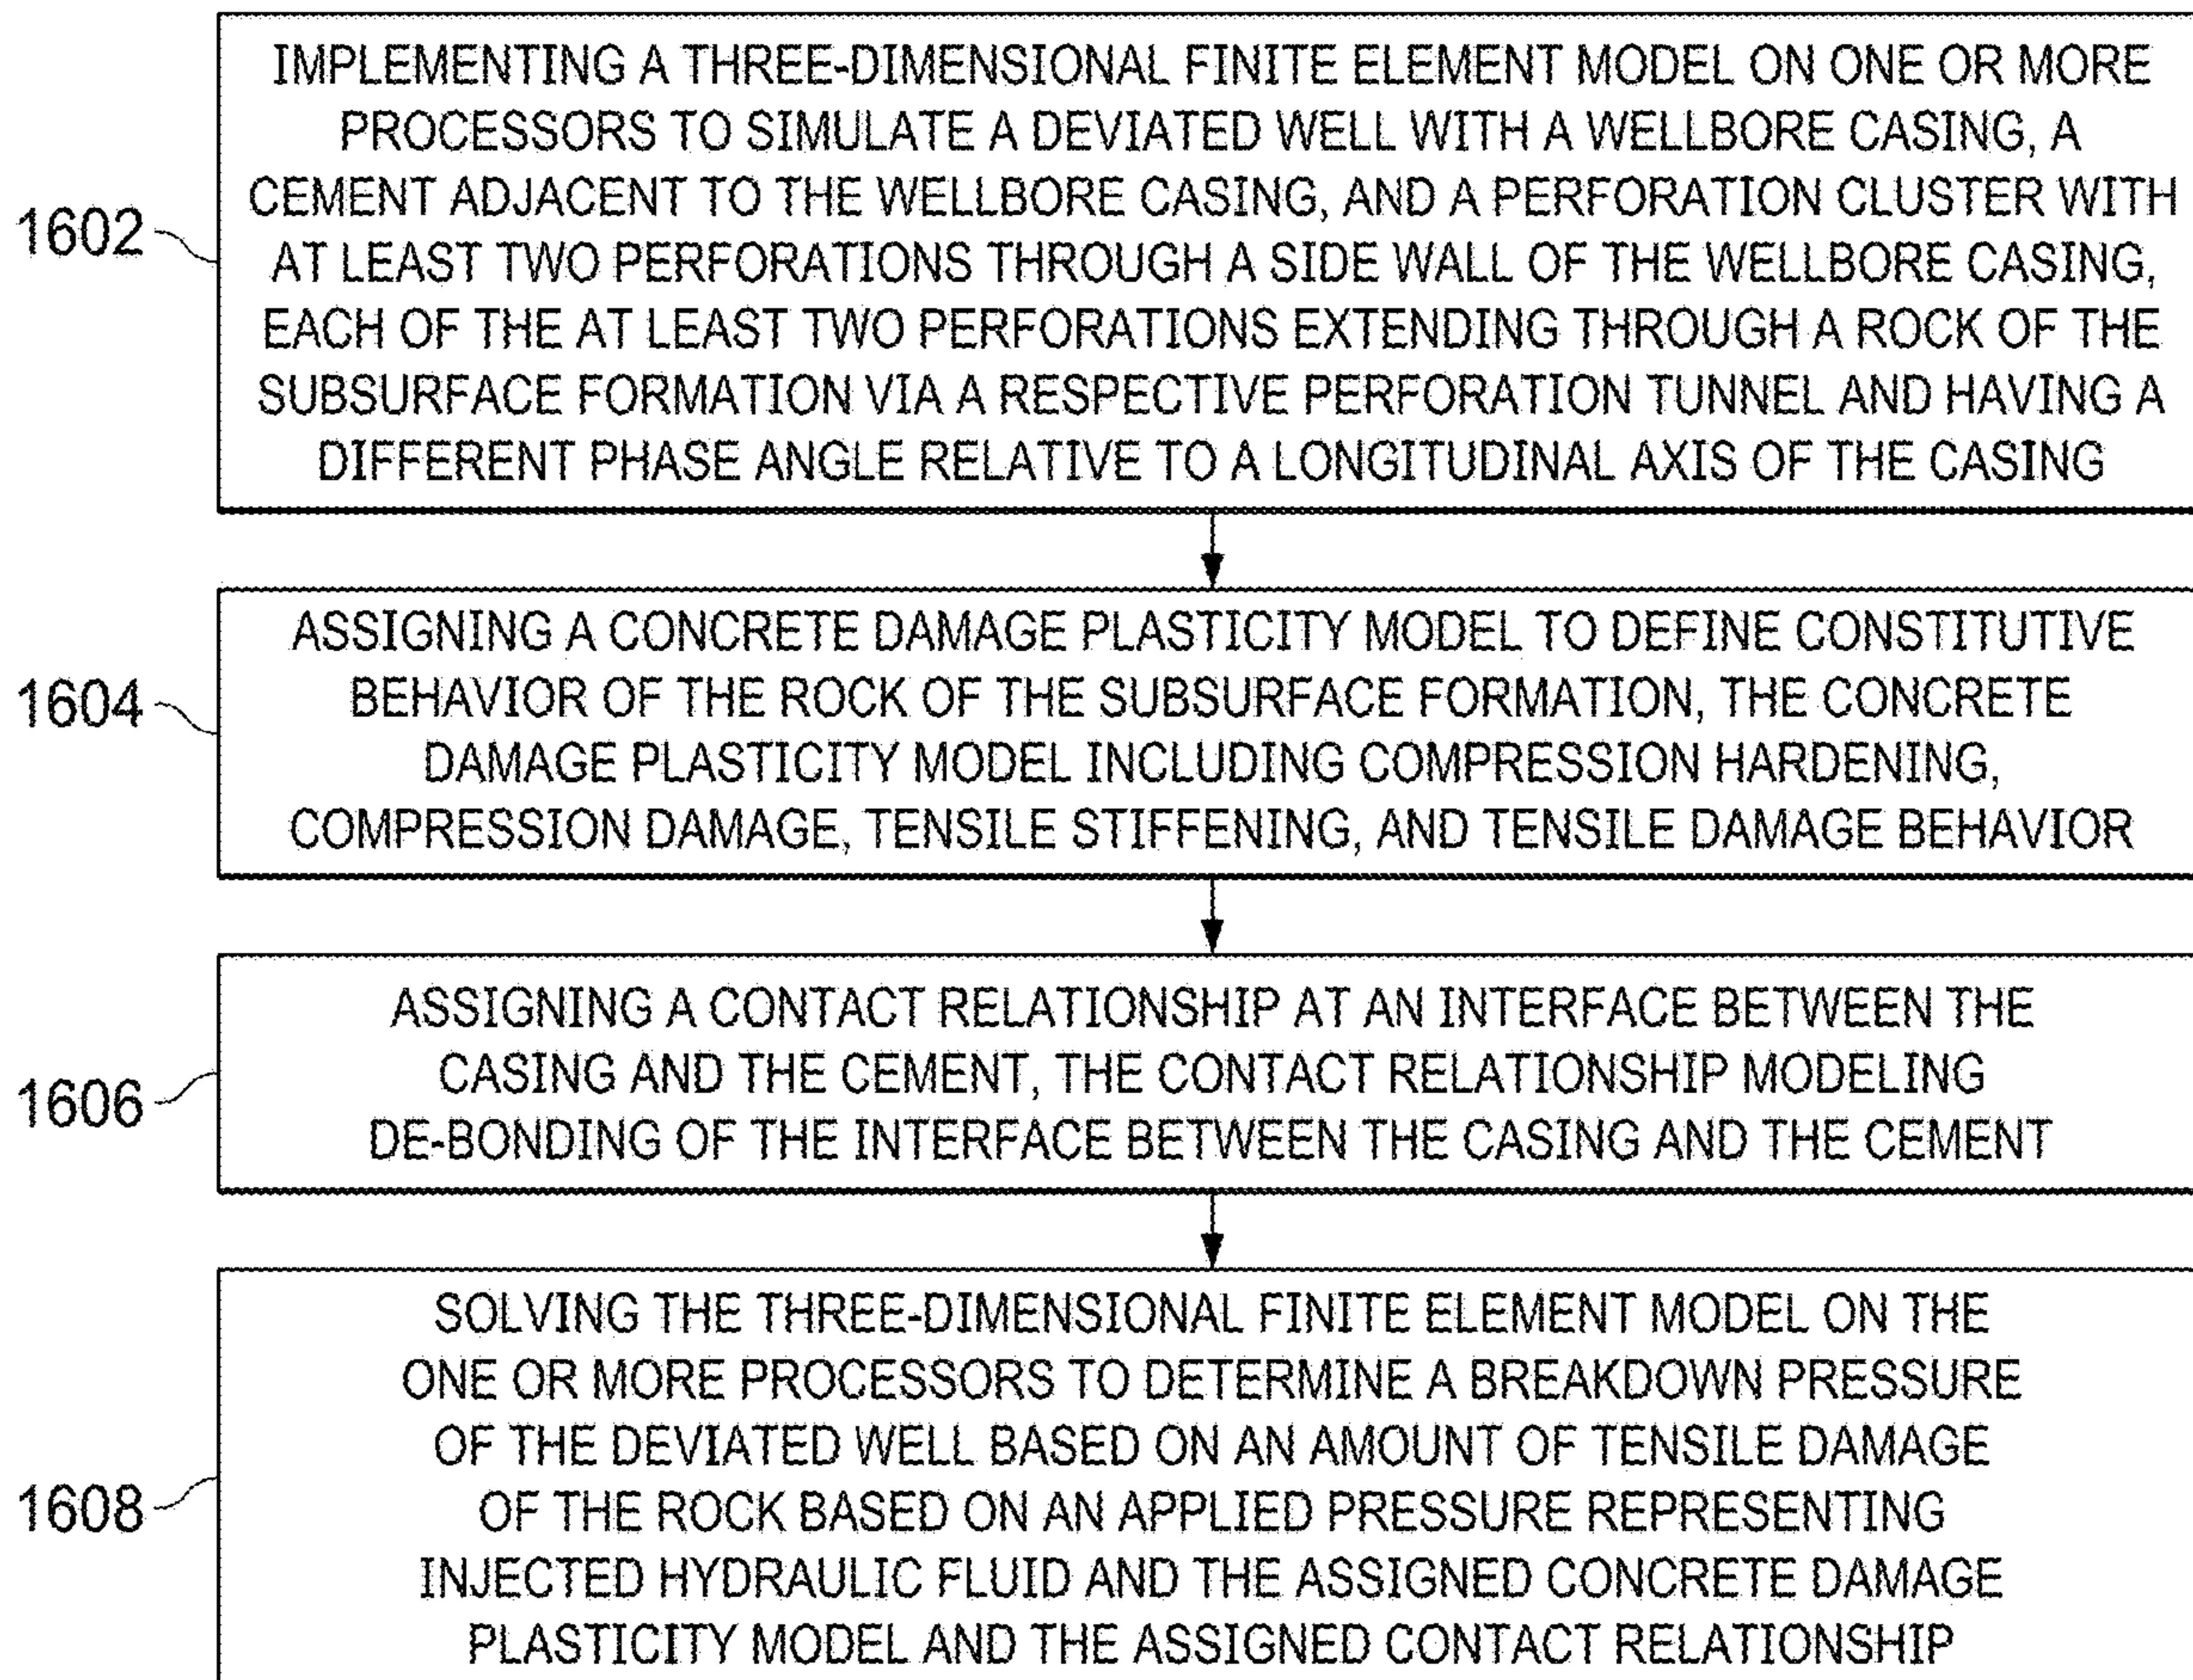 IMPLEMENTING A THREE-DIMENSIONAL FINITE ELEMENT MODEL ON ONE OR MORE
PROCESSORS TO SIMULATE A DEVIATED WELL WITH A WELLBORE CASING, A
CEMENT ADJACENT TO THE WELLBORE CASING, AND A PERFORATION CLUSTER WITH
AT LEAST TWO PERFORATIONS THROUGH A SIDE WALL OF THE WELLBORE CASING,
EACH OF THE AT LEAST TWO PERFORATIONS EXTENDING THROUGH A ROCK OF THE
SUBSURFACE FORMATION VIA A RESPECTIVE PERFORATION TUNNEL AND HAVING A
DIFFERENT PHASE ANGLE RELATIVE TO A LONGITUDINAL AXIS OF THE CASING
1602
ASSIGNING A CONCRETE DAMAGE PLASTICITY MODEL TO DEFINE CONSTITUTIVE
BEHAVIOR OF THE ROCK OF THE SUBSURFACE FORMATION, THE CONCRETE
DAMAGE PLASTICITY MODEL INCLUDING COMPRESSION HARDENING,
COMPRESSION DAMAGE, TENSILE STIFFENING, AND TENSILE DAMAGE BEHAVIOR
1604
ASSIGNING A CONTACT RELATIONSHIP AT AN INTERFACE BETWEEN THE
CASING AND THE CEMENT, THE CONTACT RELATIONSHIP MODELING
DE-BONDING OF THE INTERFACE BETWEEN THE CASING AND THE CEMENT
1606
SOLVING THE THREE-DIMENSIONAL FINITE ELEMENT MODEL ON THE
ONE OR MORE PROCESSORS TO DETERMINE A BREAKDOWN PRESSURE
OF THE DEVIATED WELL BASED ON AN AMOUNT OF TENSILE DAMAGE
OF THE ROCK BASED ON AN APPLIED PRESSURE REPRESENTING
INJECTED HYDRAULIC FLUID AND THE ASSIGNED CONCRETE DAMAGE
PLASTICITY MODEL AND THE ASSIGNED CONTACT RELATIONSHIP
1608